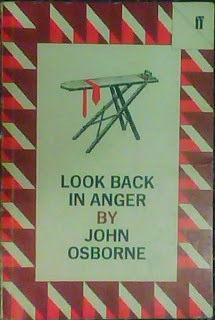 ff
LOOK BACK
IN ANGER
BY
JOHN
OSBORNE